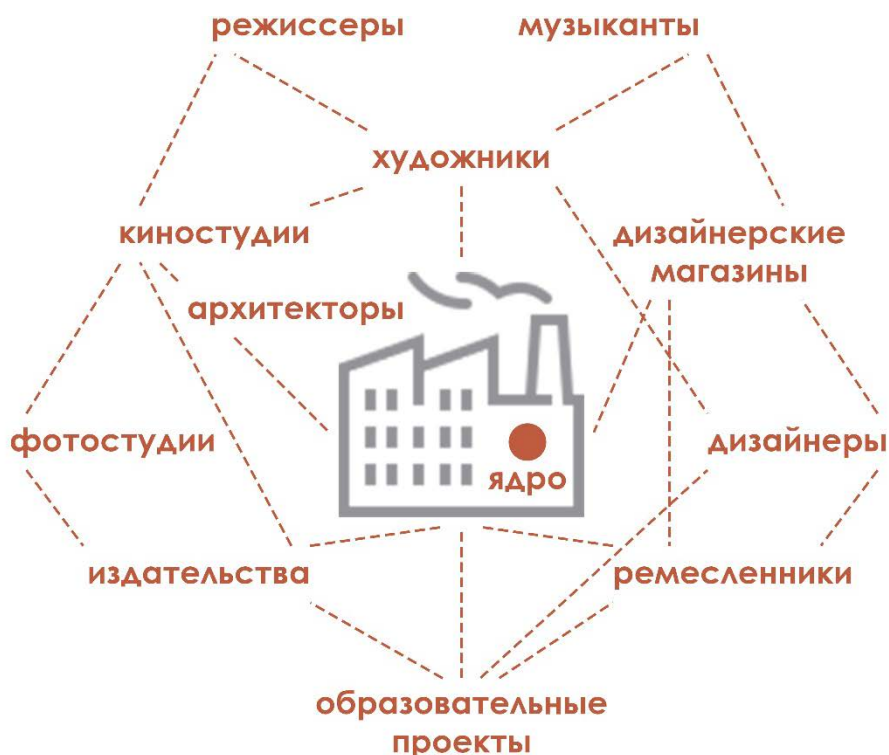 режиссеры
музыканты
художники
киностудии
дизайнерские
магазины
архитекторы
фотостудии
дизайнеры
ядро
издательства
ремесленники
образовательные
проекты